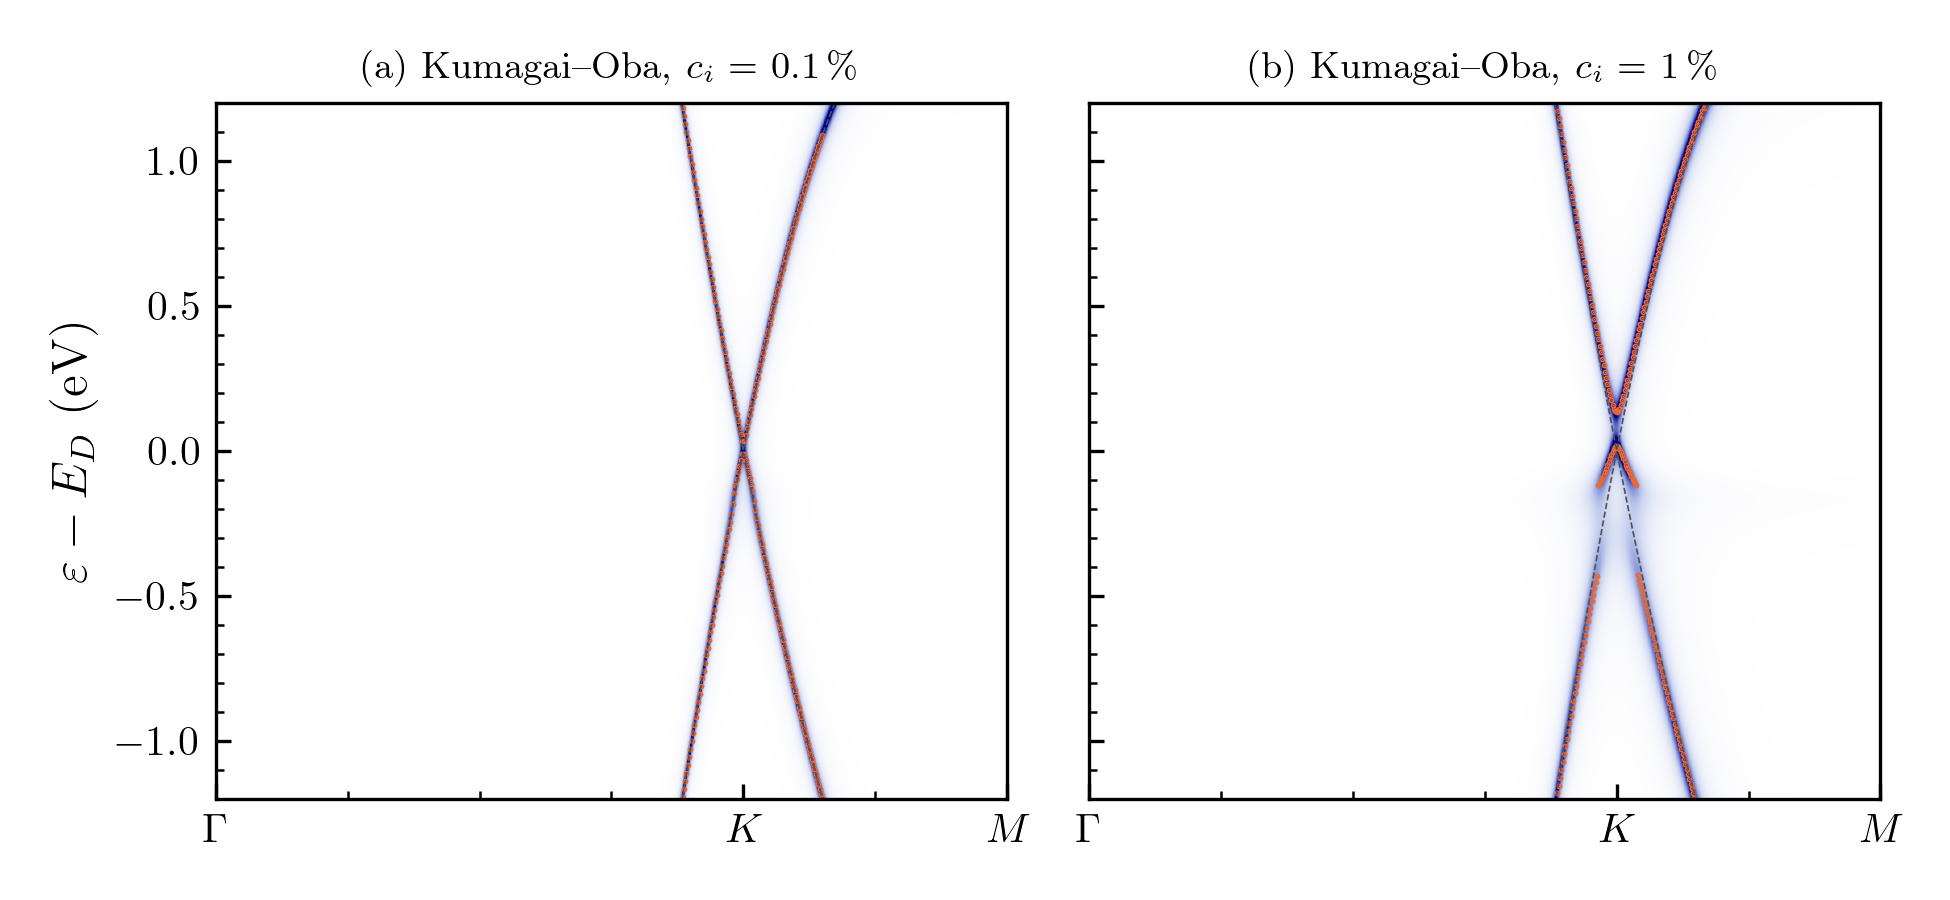 (a) Kumagai–Oba, $c_i = 0.1\,\%$
(b) Kumagai–Oba, $c_i = 1\,\%$
1.0
0.5
0.0
−0.5
−1.0
$\varepsilon - E_D$ (eV)
Γ K M
Γ K M